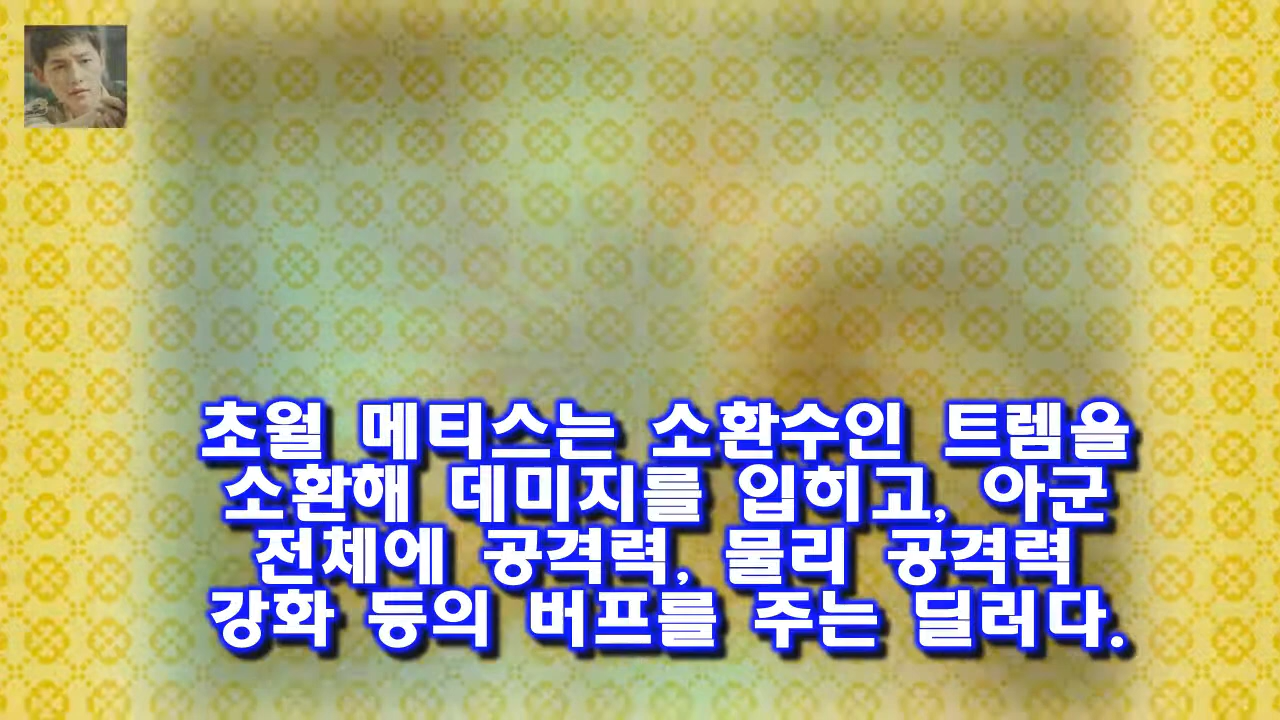 초월 메티스는 소환수인 트렘을
소환해 데미지를 입히고, 아군
전체에 공격력, 물리 공격력
강화 등의 버프를 주는 딜러다.